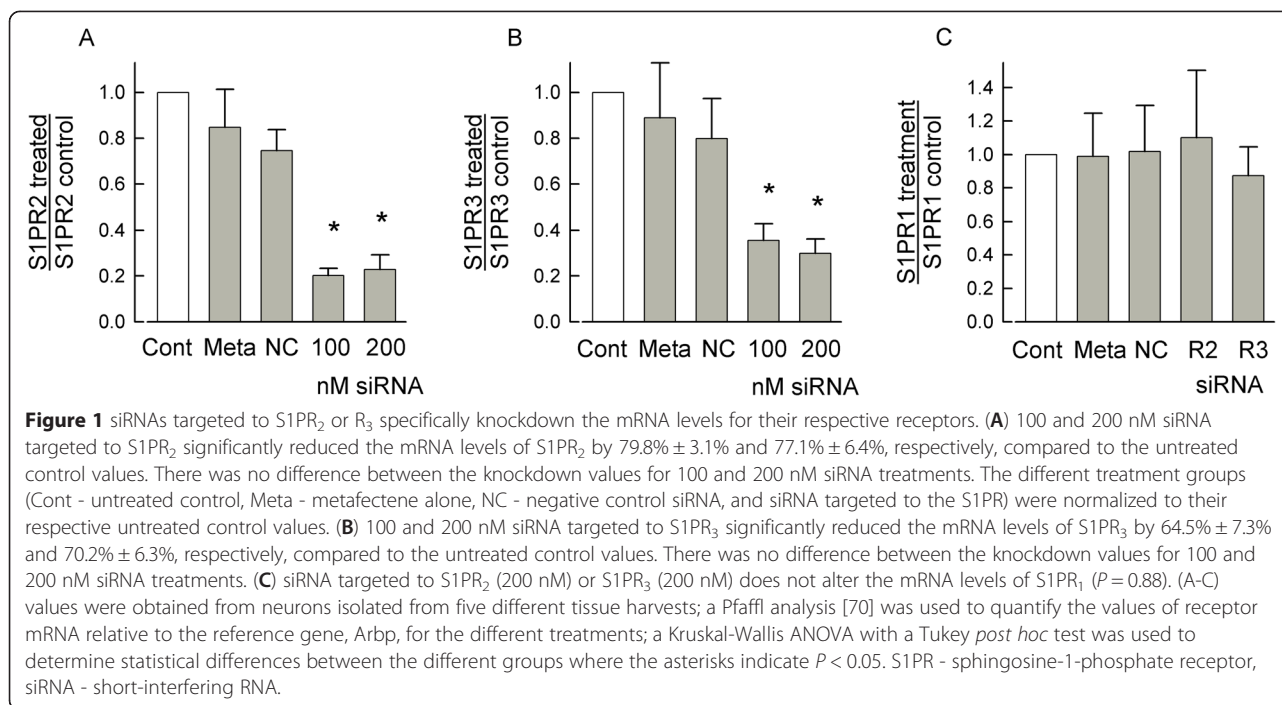 A
B
C
S1PR2 treated
S1PR2 control
1.0
0.8
0.6
0.4
0.2
0.0
*
*
Cont Meta NC 100 200
nM siRNA
S1PR3 treated
S1PR3 control
1.0
0.8
0.6
0.4
0.2
0.0
*
*
Cont Meta NC 100 200
nM siRNA
S1PR1 treatment
S1PR1 control
1.4
1.2
1.0
0.8
0.6
0.4
0.2
0.0
Cont Meta NC R2 R3
siRNA
Figure 1 siRNAs targeted to S1PR₂ or R₃ specifically knockdown the mRNA levels for their respective receptors. (A) 100 and 200 nM siRNA
targeted to S1PR₂ significantly reduced the mRNA levels of S1PR₂ by 79.8% ± 3.1% and 77.1% ± 6.4%, respectively, compared to the untreated
control values. There was no difference between the knockdown values for 100 and 200 nM siRNA treatments. The different treatment groups
(Cont - untreated control, Meta - metafectene alone, NC - negative control siRNA, and siRNA targeted to the S1PR) were normalized to their
respective untreated control values. (B) 100 and 200 nM siRNA targeted to S1PR₃ significantly reduced the mRNA levels of S1PR₃ by 64.5% ± 7.3%
and 70.2% ± 6.3%, respectively, compared to the untreated control values. There was no difference between the knockdown values for 100 and
200 nM siRNA treatments. (C) siRNA targeted to S1PR₂ (200 nM) or S1PR₃ (200 nM) does not alter the mRNA levels of S1PR₁ (P = 0.88). (A-C)
values were obtained from neurons isolated from five different tissue harvests; a Pfaffl analysis [70] was used to quantify the values of receptor
mRNA relative to the reference gene, Arbp, for the different treatments; a Kruskal-Wallis ANOVA with a Tukey post hoc test was used to
determine statistical differences between the different groups where the asterisks indicate P < 0.05. S1PR - sphingosine-1-phosphate receptor,
siRNA - short-interfering RNA.